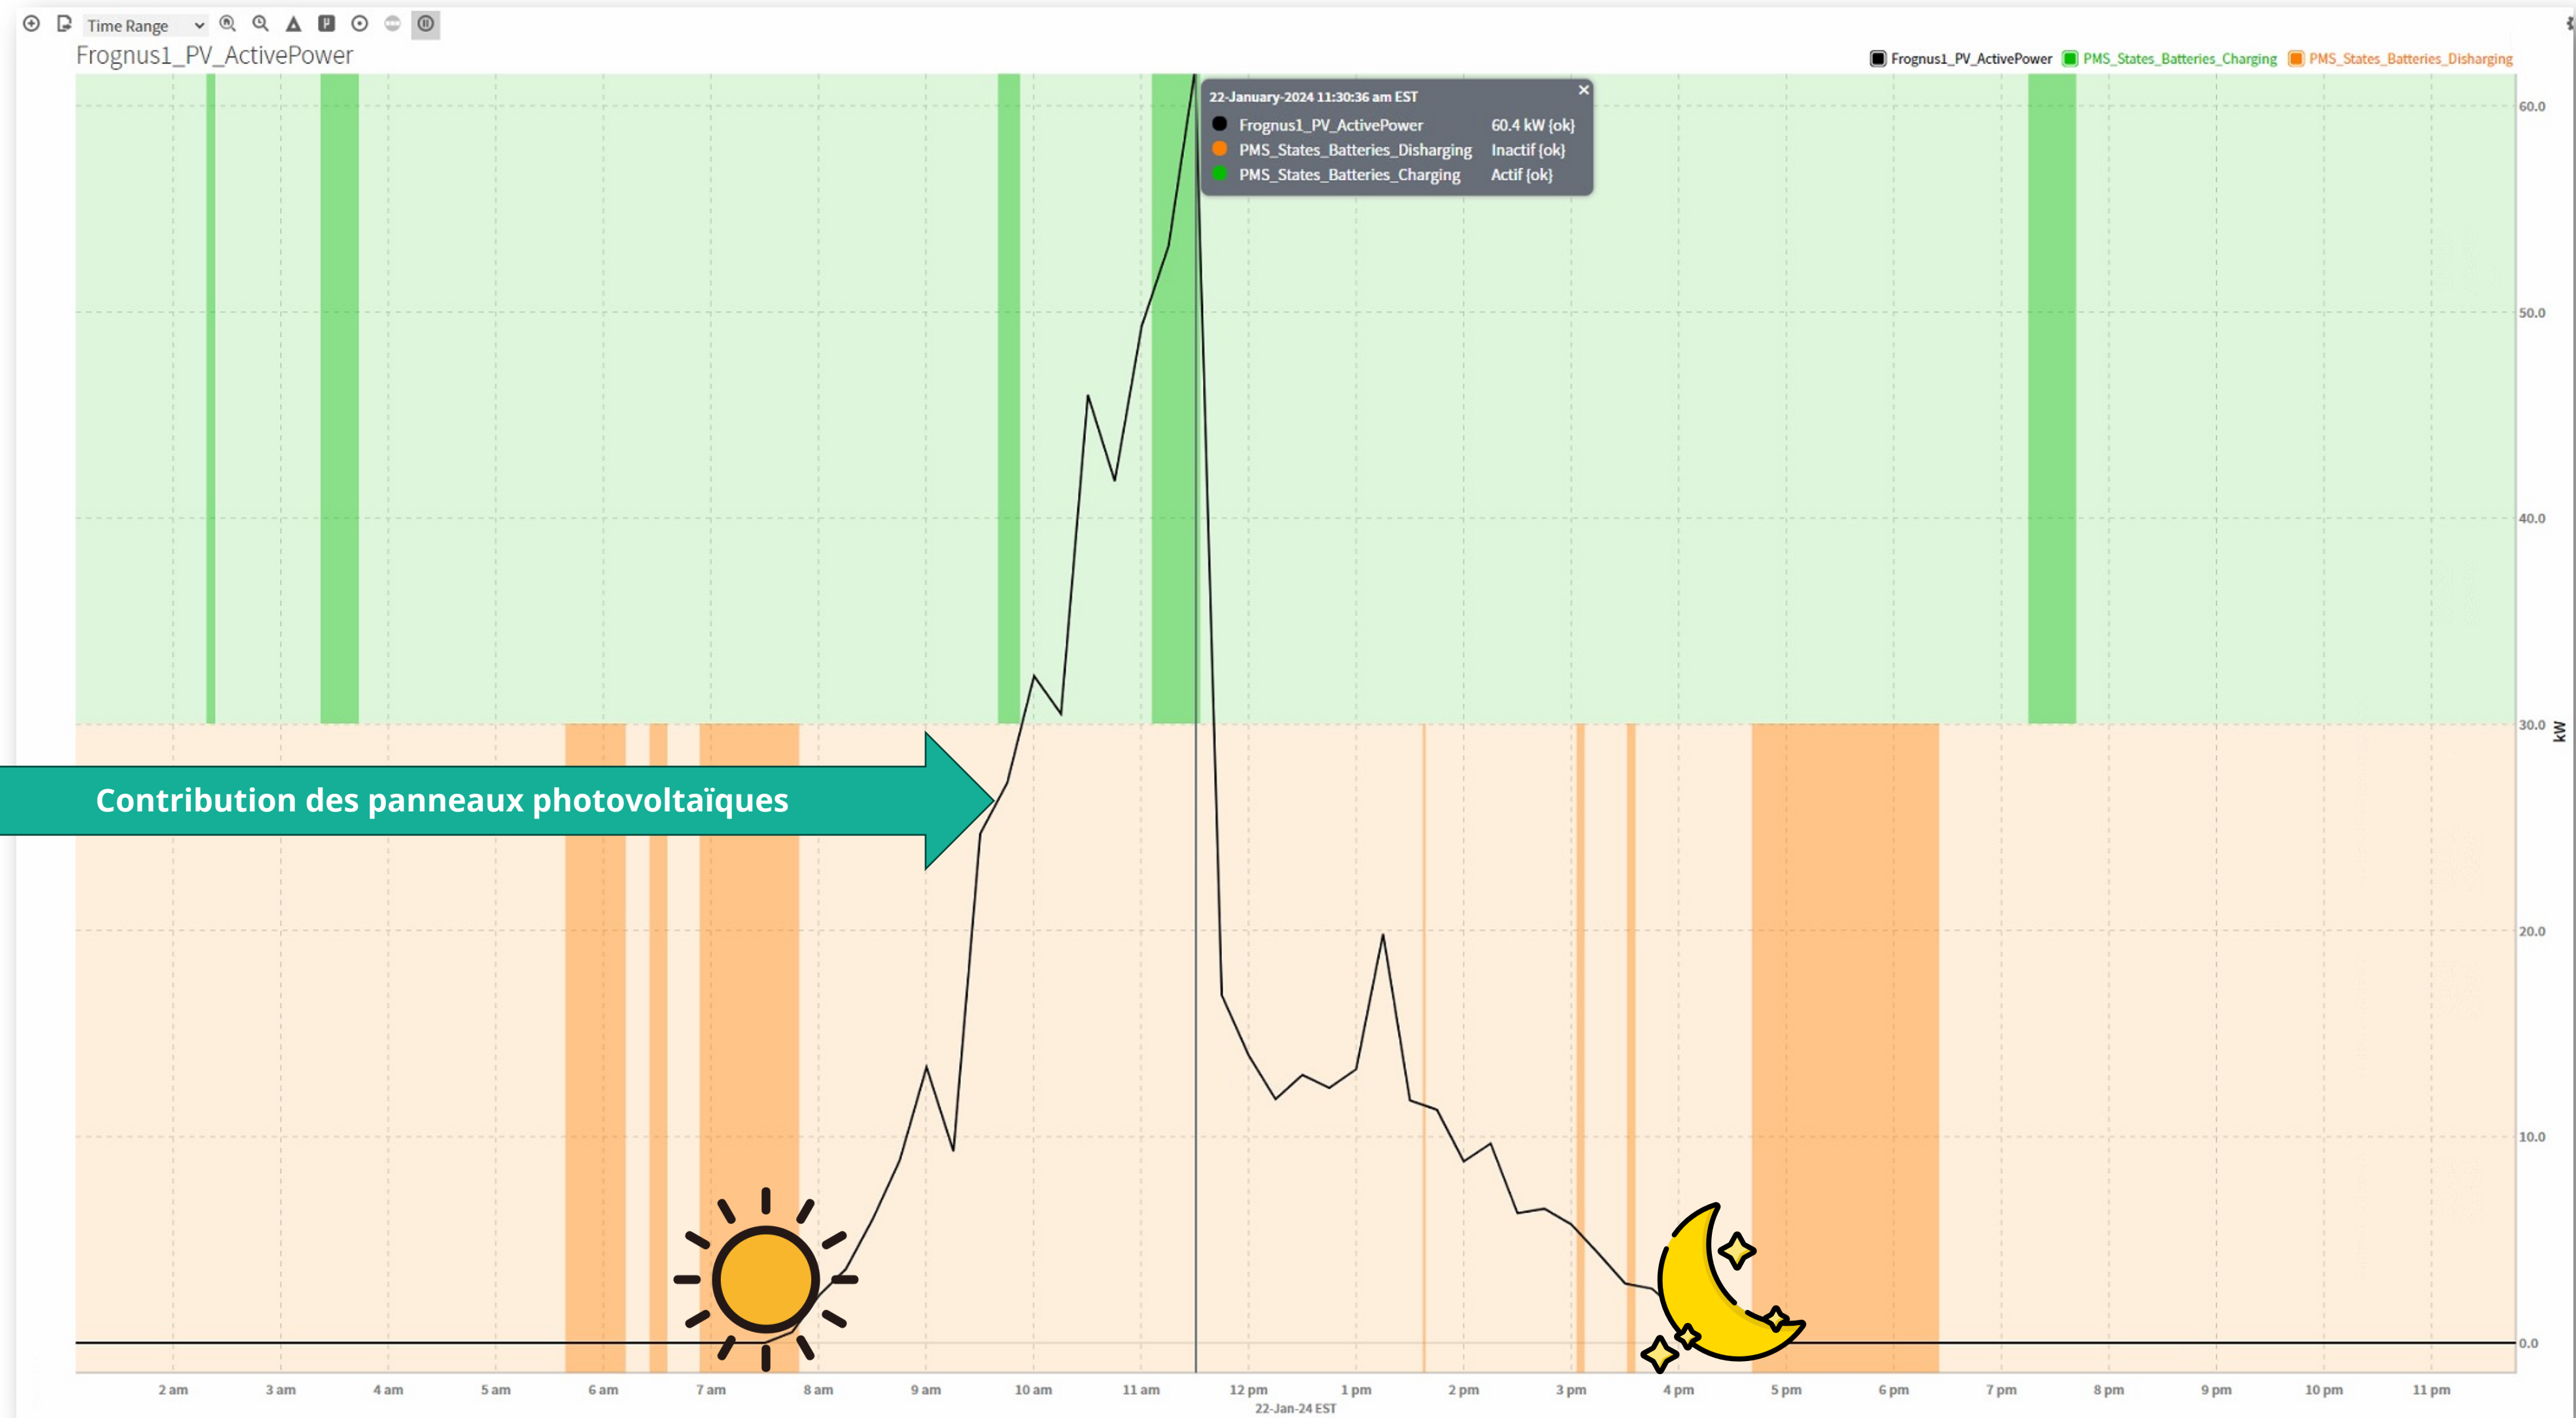 Time Range
Frognus1_PV_ActivePower
Frognus1_PV_ActivePower PMS_States_Batteries_Charging PMS_States_Batteries_Disharging
22-January-2024 11:30:36 am EST
Frognus1_PV_ActivePower 60.4 kW {ok}
PMS_States_Batteries_Disharging Inactif {ok}
PMS_States_Batteries_Charging Actif {ok}
60.0
50.0
40.0
30.0
kW
Contribution des panneaux photovoltaïques
20.0
10.0
0.0
2 am 3 am 4 am 5 am 6 am 7 am 8 am 9 am 10 am 11 am 12 pm 1 pm 2 pm 3 pm 4 pm 5 pm 6 pm 7 pm 8 pm 9 pm 10 pm 11 pm
22-Jan-24 EST